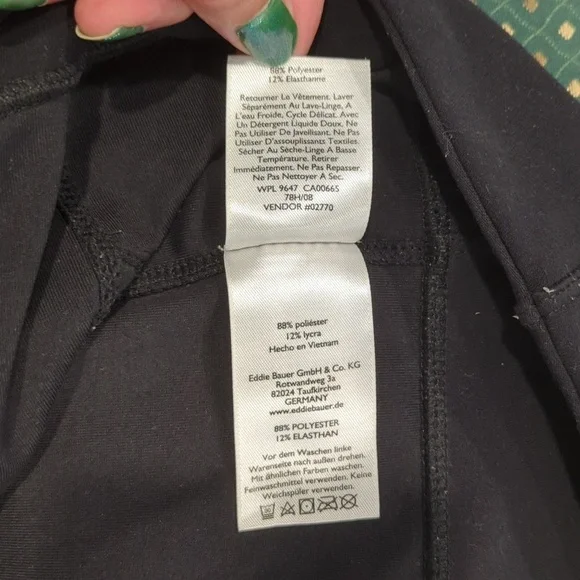 88% Polyester
12% Elasthanne
Retourner Le Vêtement. Laver
Séparément Au Lave-Linge, A
L'eau Froide, Cycle Délicat. Avec
Un Détergent Liquide Doux. Ne
Pas Utiliser De Javellisant. Ne Pas
Utiliser D'assouplissants Textiles.
Sécher Au Sèche-Linge A Basse
Température. Retirer
Immédiatement. Ne Pas Repasser.
Ne Pas Nettoyer A Sec.
WPL 9647 CA00665
78H/08
VENDOR #02770
88% poliéster
12% lycra
Hecho en Vietnam
Eddie Bauer GmbH & Co. KG
Rotwandweg 3a
82024 Taufkirchen
GERMANY
www.eddiebauer.de
88% POLYESTER
12% ELASTHAN
Vor dem Waschen linke
Warenseite nach außen drehen.
Mit ähnlichen Farben waschen.
Feinwaschmittel verwenden. Keine
Weichspüler verwenden.
30